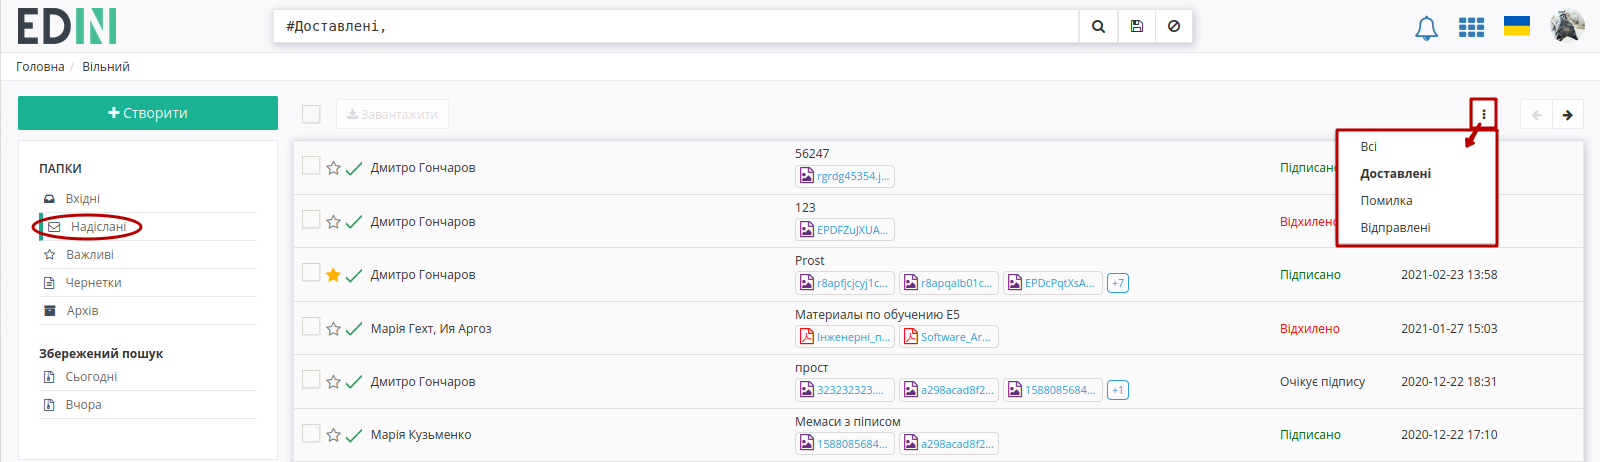 EDIN
#Доставлені,
Головна / Вільний
Створити
Завантажити
ПАПКИ
Вхідні
Надіслані
Важливі
Чернетки
Архів
Збережений пошук
Сьогодні
Вчора
Всі
Доставлені
Помилка
Відправлені
Дмитро Гончаров
56247
rgrdg45354.j...
Підписано
Дмитро Гончаров
123
EPDFZuJXUA...
Відхилено
Дмитро Гончаров
Prost
r8apfjcjcyj1c... r8apqalb01c... EPDcPqtXsA... +7
Підписано 2021-02-23 13:58
Марія Гехт, Ия Аргоз
Материалы по обучению Е5
Інженерні_п... Software_Ar...
Відхилено 2021-01-27 15:03
Дмитро Гончаров
прост
323232323.... a298acad8f2... 1588085684... +1
Очікує підпису 2020-12-22 18:31
Марія Кузьменко
Мемаси з піписом
1588085684... a298acad8f2...
Підписано 2020-12-22 17:10